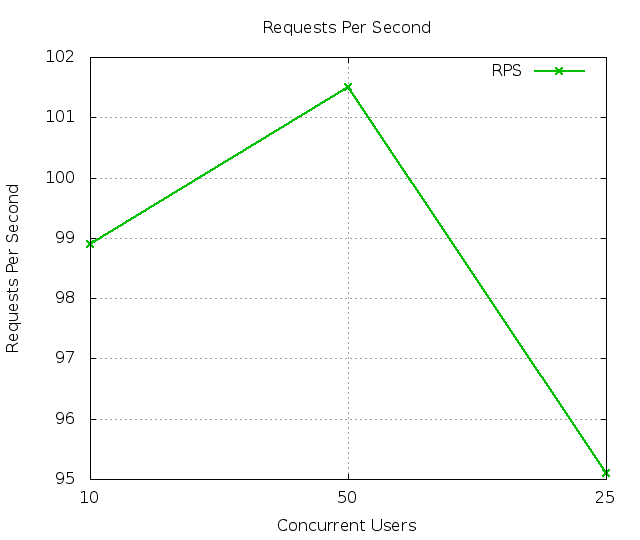 Requests Per Second
RPS
102
101
100
99
98
97
96
95
Requests Per Second
10 50 25
Concurrent Users